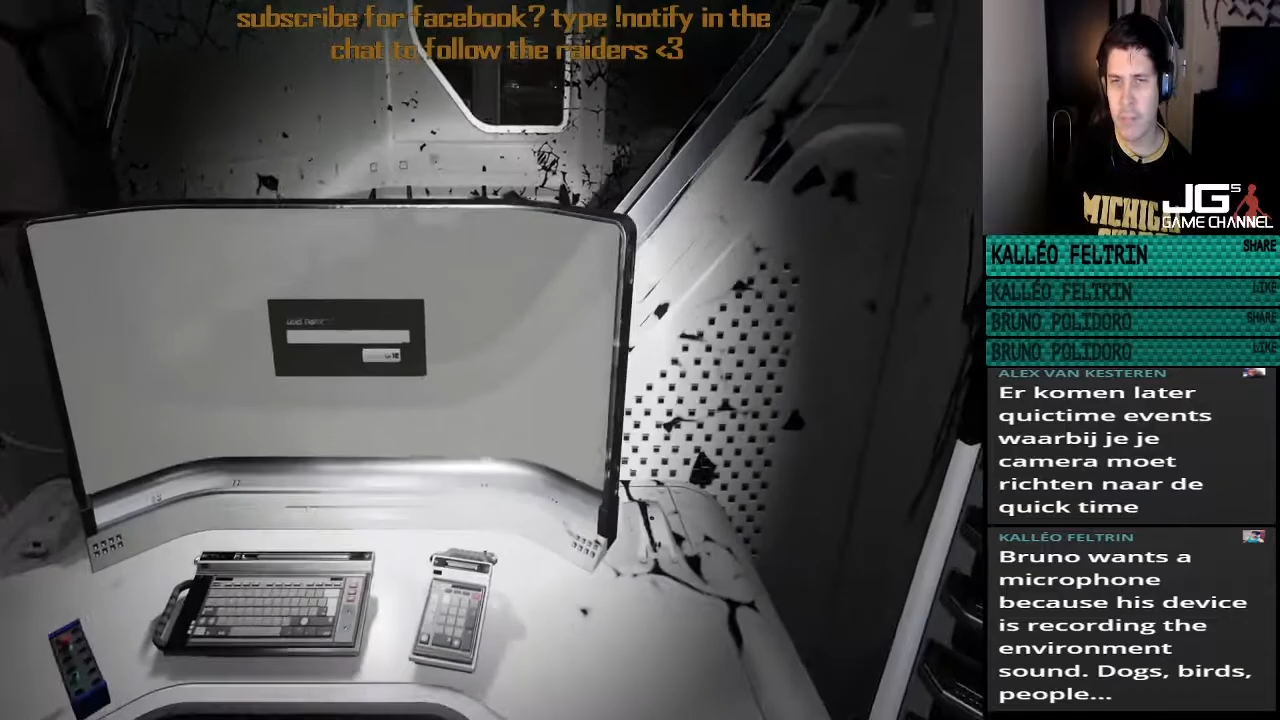 subscribe for facebook? type !notify in the
chat to follow the raiders <3
MICHIG
JG5
GAME CHANNEL
KALLÉO FELTRIN SHARE
KALLÉO FELTRIN LIKE
BRUNO POLIDORO SHARE
BRUNO POLIDORO LIKE
ALEX VAN KESTEREN
Er komen later
quictime events
waarbij je je
camera moet
richten naar de
quick time
KALLÉO FELTRIN
Bruno wants a
microphone
because his device
is recording the
environment
sound. Dogs, birds,
people...